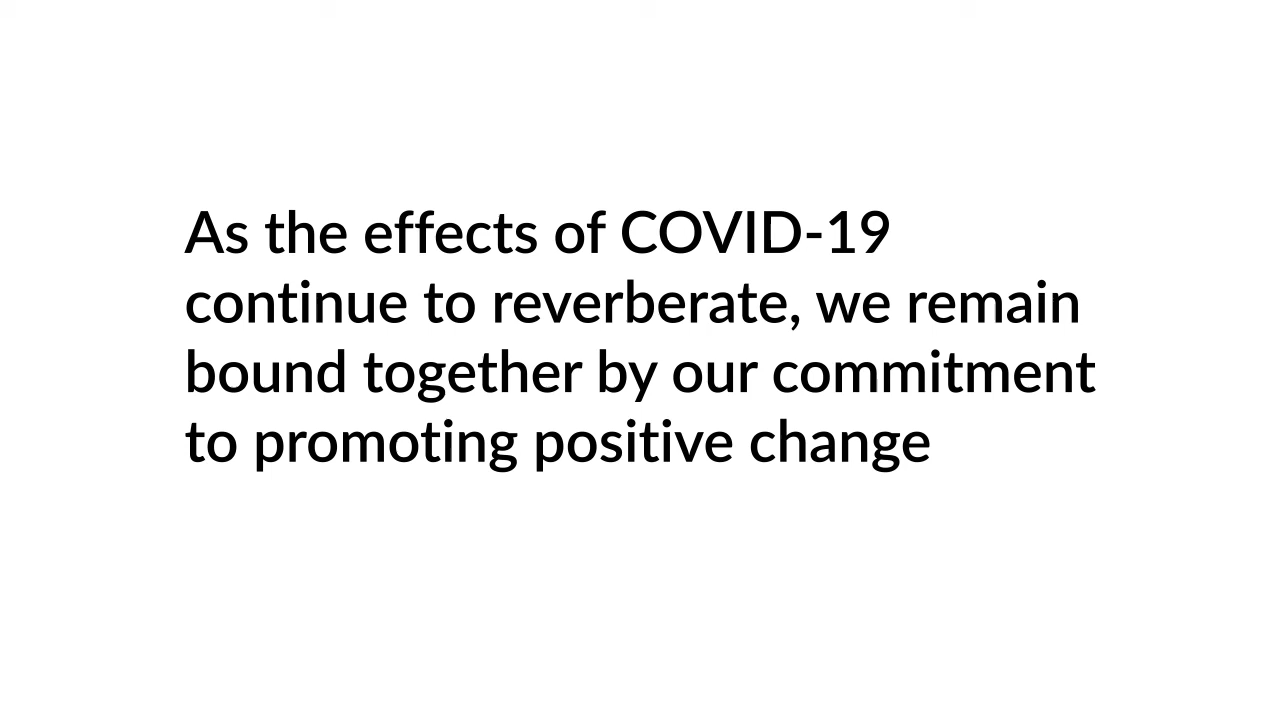 As the effects of COVID-19
continue to reverberate, we remain
bound together by our commitment
to promoting positive change